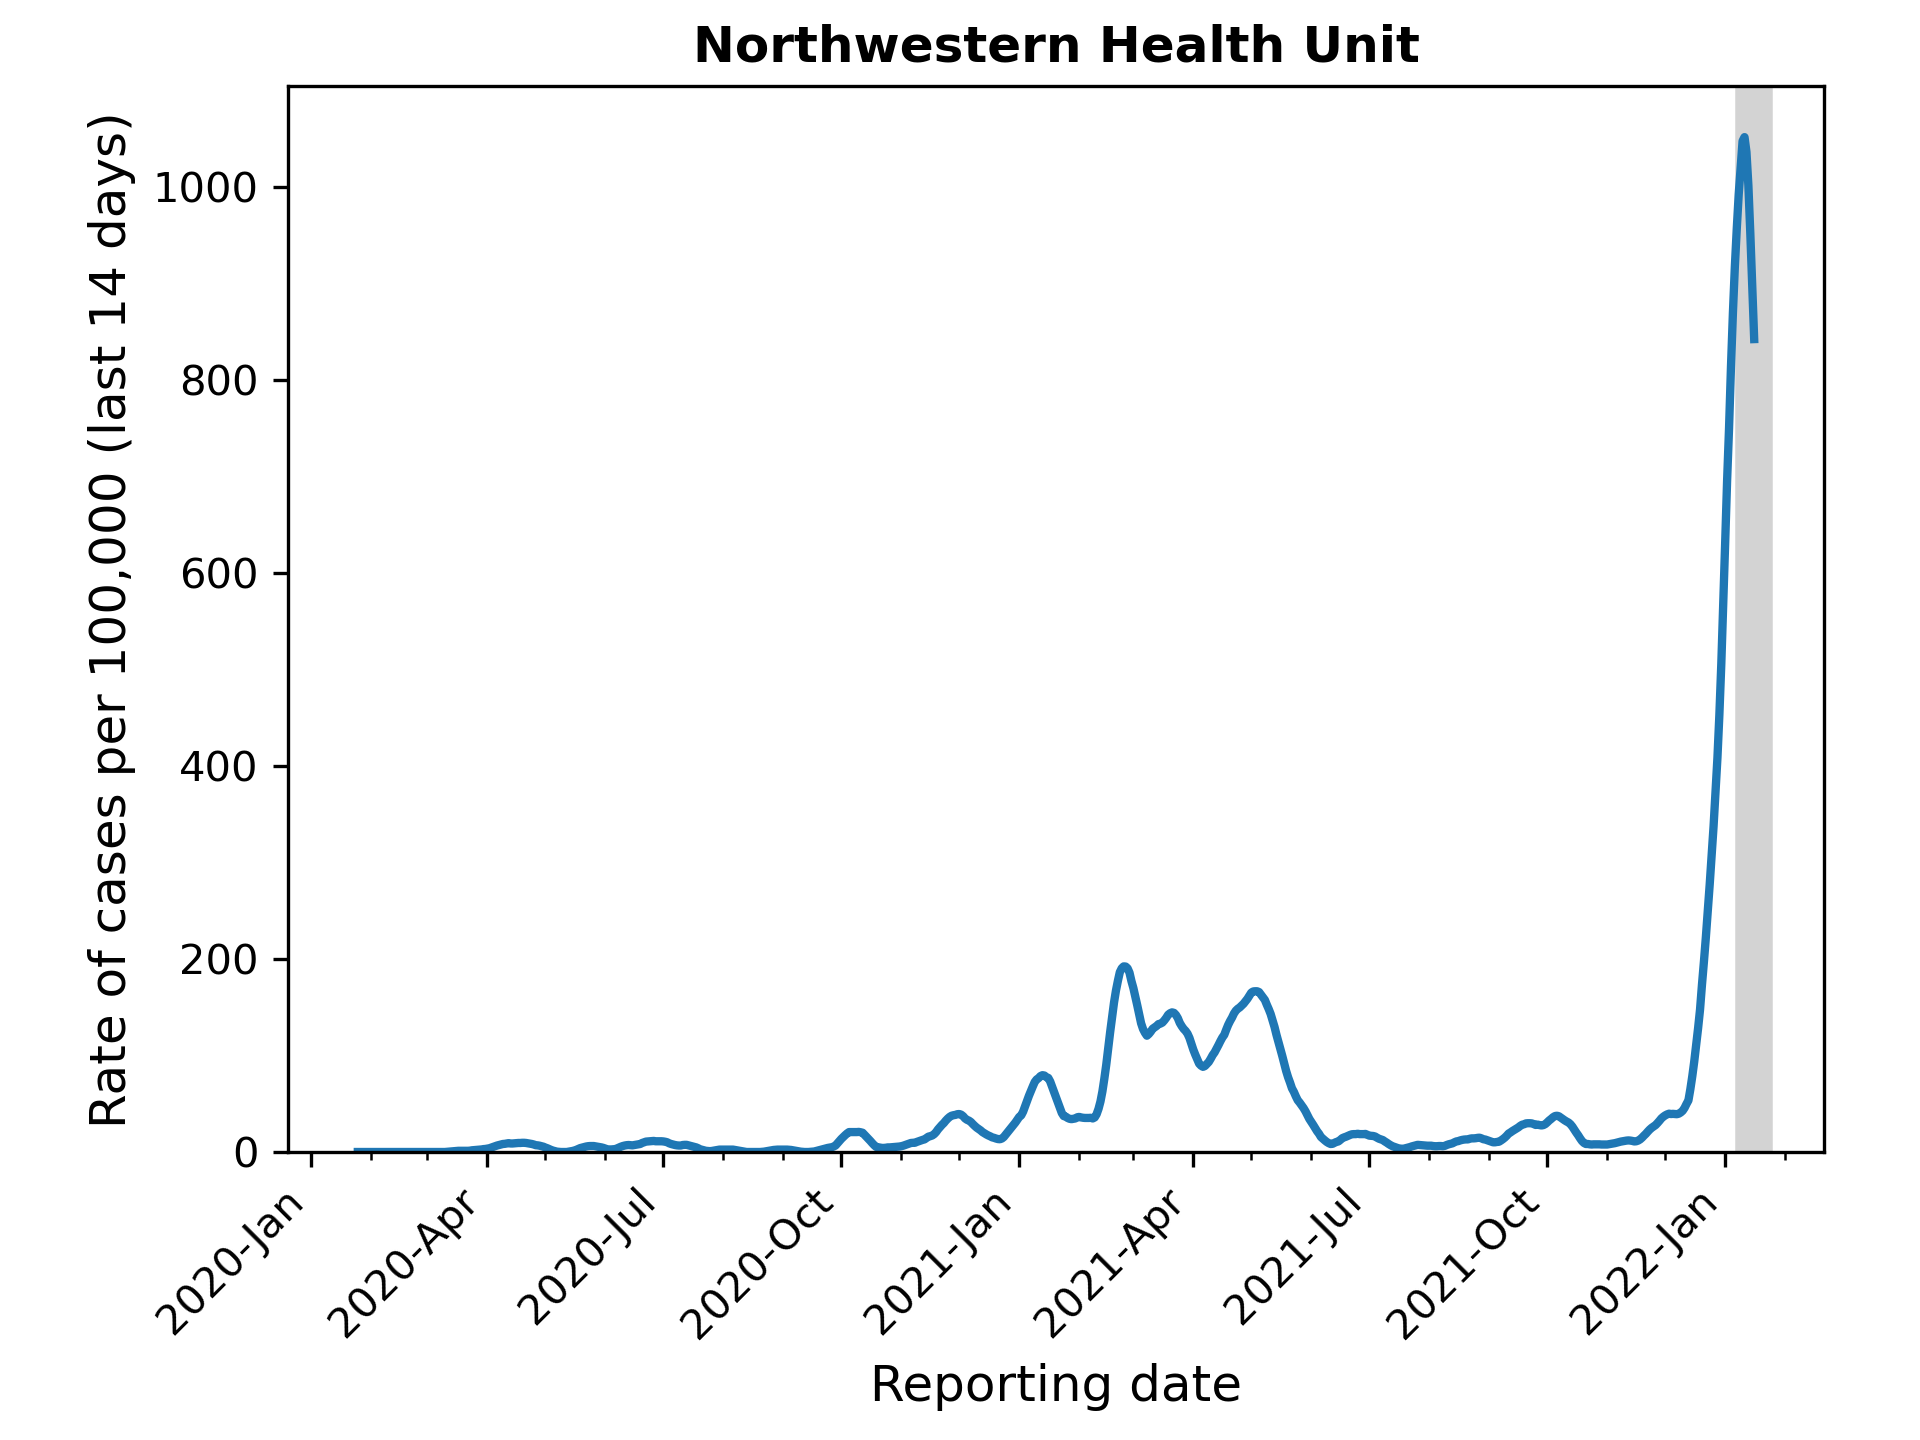 Northwestern Health Unit
Rate of cases per 100,000 (last 14 days)
1000
800
600
400
200
0
2020-Jan
2020-Apr
2020-Jul
2020-Oct
2021-Jan
2021-Apr
2021-Jul
2021-Oct
2022-Jan
Reporting date